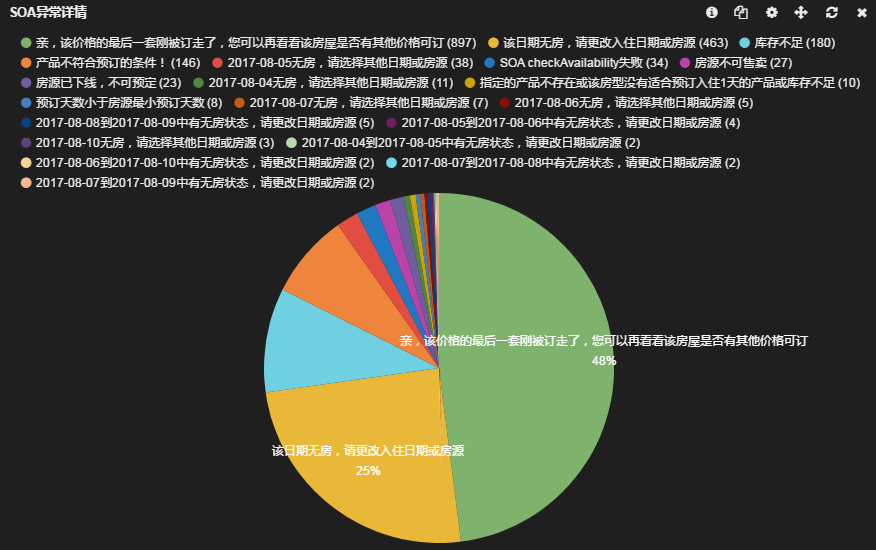 SOA异常详情
亲，该价格的最后一套刚被订走了，您可以再看看该房屋是否有其他价格可订 (897) 该日期无房，请更改入住日期或房源 (463) 库存不足 (180)
产品不符合预订的条件！ (146) 2017-08-05无房，请选择其他日期或房源 (38) SOA checkAvailability失败 (34) 房源不可售卖 (27)
房源已下线，不可预定 (23) 2017-08-04无房，请选择其他日期或房源 (11) 指定的产品不存在或该房型没有适合预订入住1天的产品或库存不足 (10)
预订天数小于房源最小预订天数 (8) 2017-08-07无房，请选择其他日期或房源 (7) 2017-08-06无房，请选择其他日期或房源 (5)
2017-08-08到2017-08-09中有无房状态，请更改日期或房源 (5) 2017-08-05到2017-08-06中有无房状态，请更改日期或房源 (4)
2017-08-10无房，请选择其他日期或房源 (3) 2017-08-04到2017-08-05中有无房状态，请更改日期或房源 (2)
2017-08-06到2017-08-10中有无房状态，请更改日期或房源 (2) 2017-08-07到2017-08-08中有无房状态，请更改日期或房源 (2)
2017-08-07到2017-08-09中有无房状态，请更改日期或房源 (2)
亲，该价格的最后一套刚被订走了，您可以再看看该房屋是否有其他价格可订
48%
该日期无房，请更改入住日期或房源
25%